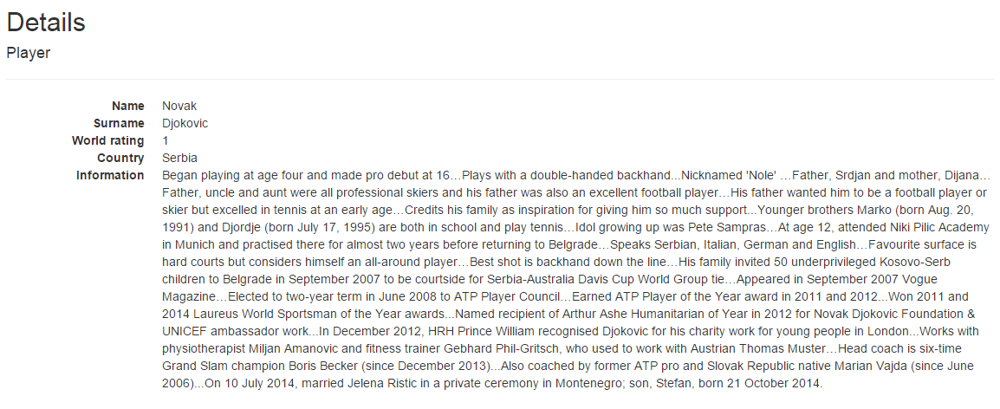 Details
Player
Name Novak
Surname Djokovic
World rating 1
Country Serbia
Information Began playing at age four and made pro debut at 16…Plays with a double-handed backhand...Nicknamed 'Nole' …Father, Srdjan and mother, Dijana…
Father, uncle and aunt were all professional skiers and his father was also an excellent football player…His father wanted him to be a football player or
skier but excelled in tennis at an early age…Credits his family as inspiration for giving him so much support...Younger brothers Marko (born Aug. 20,
1991) and Djordje (born July 17, 1995) are both in school and play tennis…Idol growing up was Pete Sampras…At age 12, attended Niki Pilic Academy
in Munich and practised there for almost two years before returning to Belgrade…Speaks Serbian, Italian, German and English…Favourite surface is
hard courts but considers himself an all-around player…Best shot is backhand down the line…His family invited 50 underprivileged Kosovo-Serb
children to Belgrade in September 2007 to be courtside for Serbia-Australia Davis Cup World Group tie…Appeared in September 2007 Vogue
Magazine…Elected to two-year term in June 2008 to ATP Player Council…Earned ATP Player of the Year award in 2011 and 2012...Won 2011 and
2014 Laureus World Sportsman of the Year awards...Named recipient of Arthur Ashe Humanitarian of Year in 2012 for Novak Djokovic Foundation &
UNICEF ambassador work...In December 2012, HRH Prince William recognised Djokovic for his charity work for young people in London...Works with
physiotherapist Miljan Amanovic and fitness trainer Gebhard Phil-Gritsch, who used to work with Austrian Thomas Muster…Head coach is six-time
Grand Slam champion Boris Becker (since December 2013)...Also coached by former ATP pro and Slovak Republic native Marian Vajda (since June
2006)...On 10 July 2014, married Jelena Ristic in a private ceremony in Montenegro; son, Stefan, born 21 October 2014.